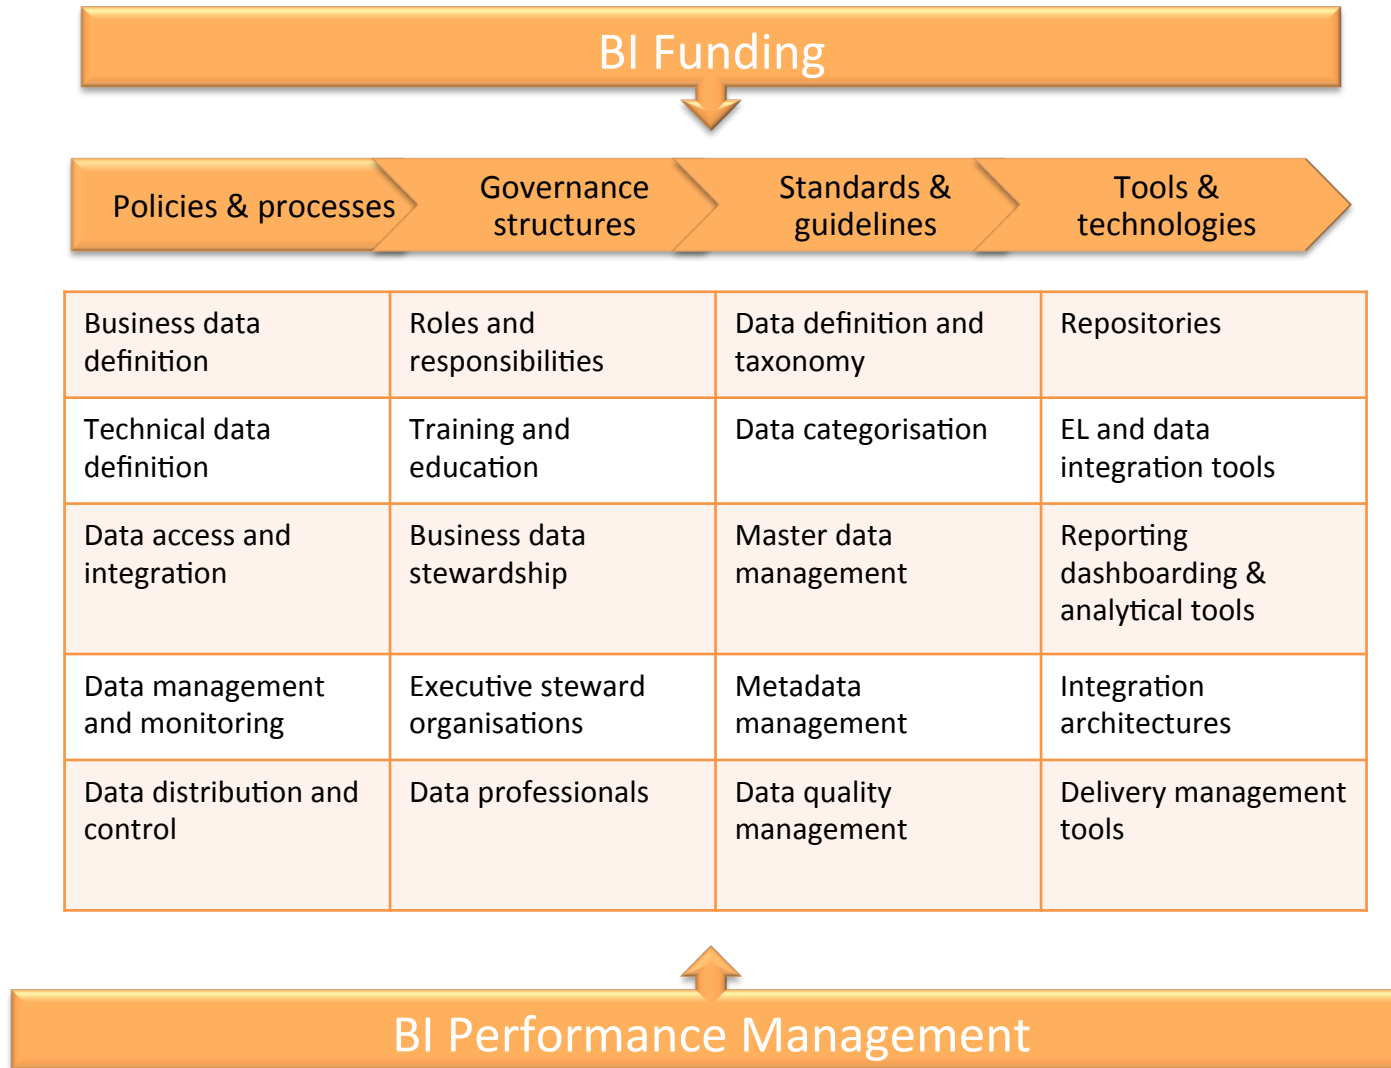 BI Funding
Policies & processes
Governance
structures
Standards &
guidelines
Tools &
technologies
Business data
definition
Roles and
responsibilities
Data definition and
taxonomy
Repositories
Technical data
definition
Training and
education
Data categorisation
EL and data
integration tools
Data access and
integration
Business data
stewardship
Master data
management
Reporting
dashboarding &
analytical tools
Data management
and monitoring
Executive steward
organisations
Metadata
management
Integration
architectures
Data distribution and
control
Data professionals
Data quality
management
Delivery management
tools
BI Performance Management